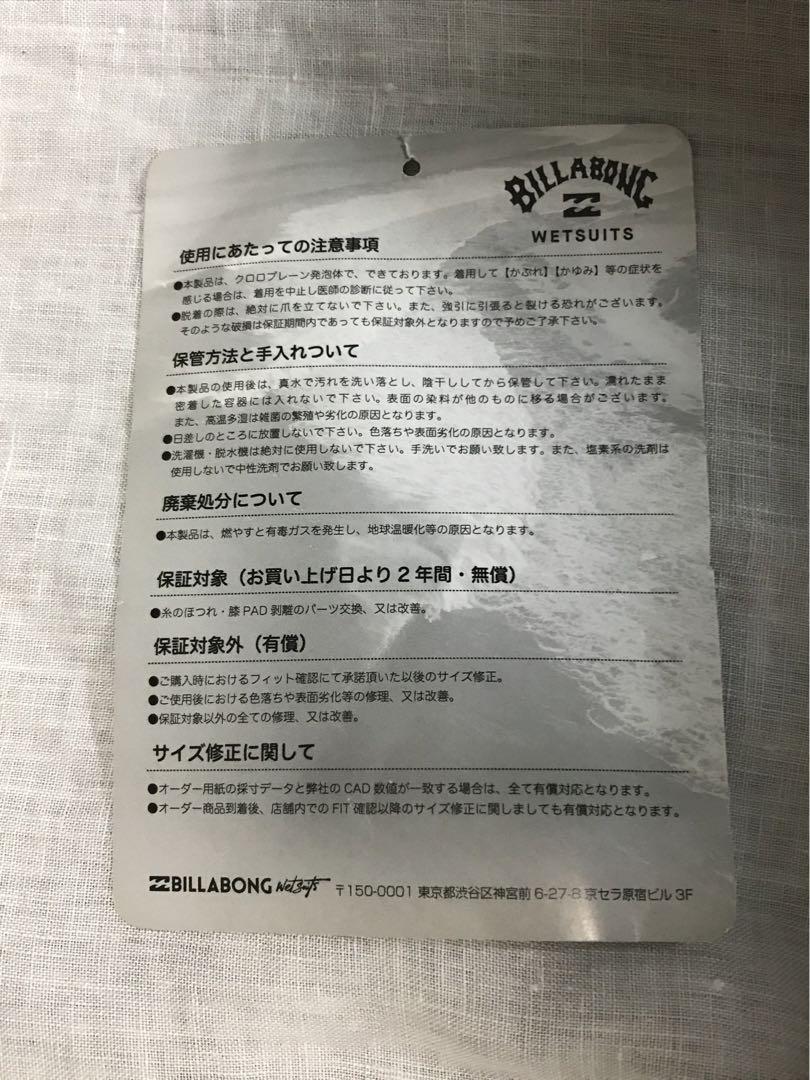 BILLABONG
WETSUITS
使用にあたっての注意事項
●本製品は、クロロプレーン発泡体で、できております。着用して【かぶれ】【かゆみ】等の症状を
感じる場合は、着用を中止し医師の診断に従って下さい。
●脱着の際は、絶対に爪を立てないで下さい。また、強引に引張ると裂ける恐れがございます。
そのような破損は保証期間内であっても保証対象外となりますので予めご了承下さい。
保管方法と手入れついて
●本製品の使用後は、真水で汚れを洗い落とし、陰干ししてから保管して下さい。濡れたまま
密着した容器には入れないで下さい。表面の染料が他のものに移る場合がございます。
また、高温多湿は雑菌の繁殖や劣化の原因となります。
●日差しのところに放置しないで下さい。色落ちや表面劣化の原因となります。
●洗濯機・脱水機は絶対に使用しないで下さい。手洗いでお願い致します。また、塩素系の洗剤は
使用しないで中性洗剤でお願い致します。
廃棄処分について
●本製品は、燃やすと有毒ガスを発生し、地球温暖化等の原因となります。
保証対象（お買い上げ日より2年間・無償）
●糸のほつれ・膝PAD剥離のパーツ交換、又は改善。
保証対象外（有償）
●ご購入時におけるフィット確認にて承諾頂いた以後のサイズ修正。
●ご使用後における色落ちや表面劣化等の修理、又は改善。
●保証対象以外の全ての修理、又は改善。
サイズ修正に関して
●オーダー用紙の採寸データと弊社のCAD数値が一致する場合は、全て有償対応となります。
●オーダー商品到着後、店舗内でのFIT確認以降のサイズ修正に関しましても有償対応となります。
BILLABONG Wetsuits 〒150-0001 東京都渋谷区神宮前6-27-8京セラ原宿ビル3F